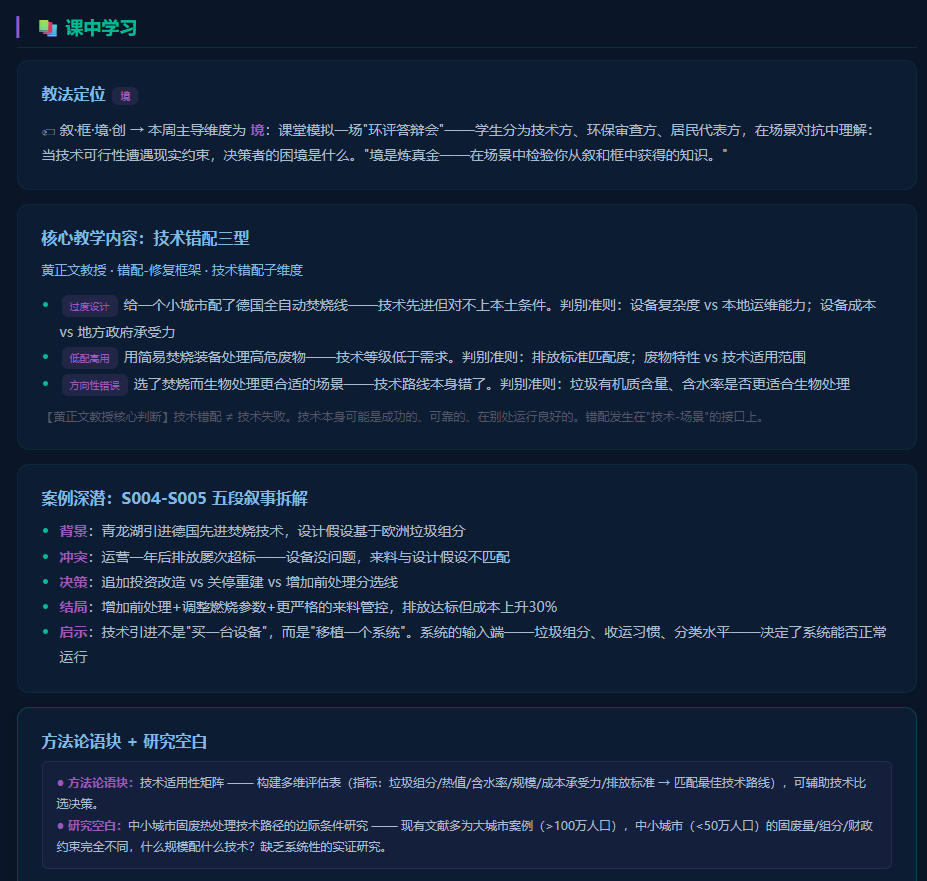 课中学习
教法定位 境
叙·框·境·创 → 本周主导维度为 境：课堂模拟一场"环评答辩会"——学生分为技术方、环保审查方、居民代表方，在场景对抗中理解：
当技术可行性遭遇现实约束，决策者的困境是什么。"境是炼真金——在场景中检验你从叙和框中获得的知识。"
核心教学内容：技术错配三型
黄正文教授 · 错配-修复框架 · 技术错配子维度
过度设计 给一个小城市配了德国全自动焚烧线——技术先进但对不上本土条件。判别准则：设备复杂度 vs 本地运维能力；设备成本
vs 地方政府承受力
低配高用 用简易焚烧装备处理高危废物——技术等级低于需求。判别准则：排放标准匹配度；废物特性 vs 技术适用范围
方向性错误 选了焚烧而生物处理更合适的场景——技术路线本身错了。判别准则：垃圾有机质含量、含水率是否更适合生物处理
【黄正文教授核心判断】技术错配 ≠ 技术失败。技术本身可能是成功的、可靠的、在别处运行良好的。错配发生在"技术-场景"的接口上。
案例深潜：S004-S005 五段叙事拆解
背景：青龙湖引进德国先进焚烧技术，设计假设基于欧洲垃圾组分
冲突：运营一年后排放屡次超标——设备没问题，来料与设计假设不匹配
决策：追加投资改造 vs 关停重建 vs 增加前处理分选线
结局：增加前处理+调整燃烧参数+更严格的来料管控，排放达标但成本上升30%
启示：技术引进不是"买一台设备"，而是"移植一个系统"。系统的输入端——垃圾组分、收运习惯、分类水平——决定了系统能否正常
运行
方法论语块 + 研究空白
● 方法论语块：技术适用性矩阵 —— 构建多维评估表（指标：垃圾组分/热值/含水率/规模/成本承受力/排放标准 → 匹配最佳技术路线），可辅助技术比
选决策。
● 研究空白：中小城市固废热处理技术路径的边际条件研究 —— 现有文献多为大城市案例（>100万人口），中小城市（<50万人口）的固废量/组分/财政
约束完全不同，什么规模配什么技术？缺乏系统性的实证研究。